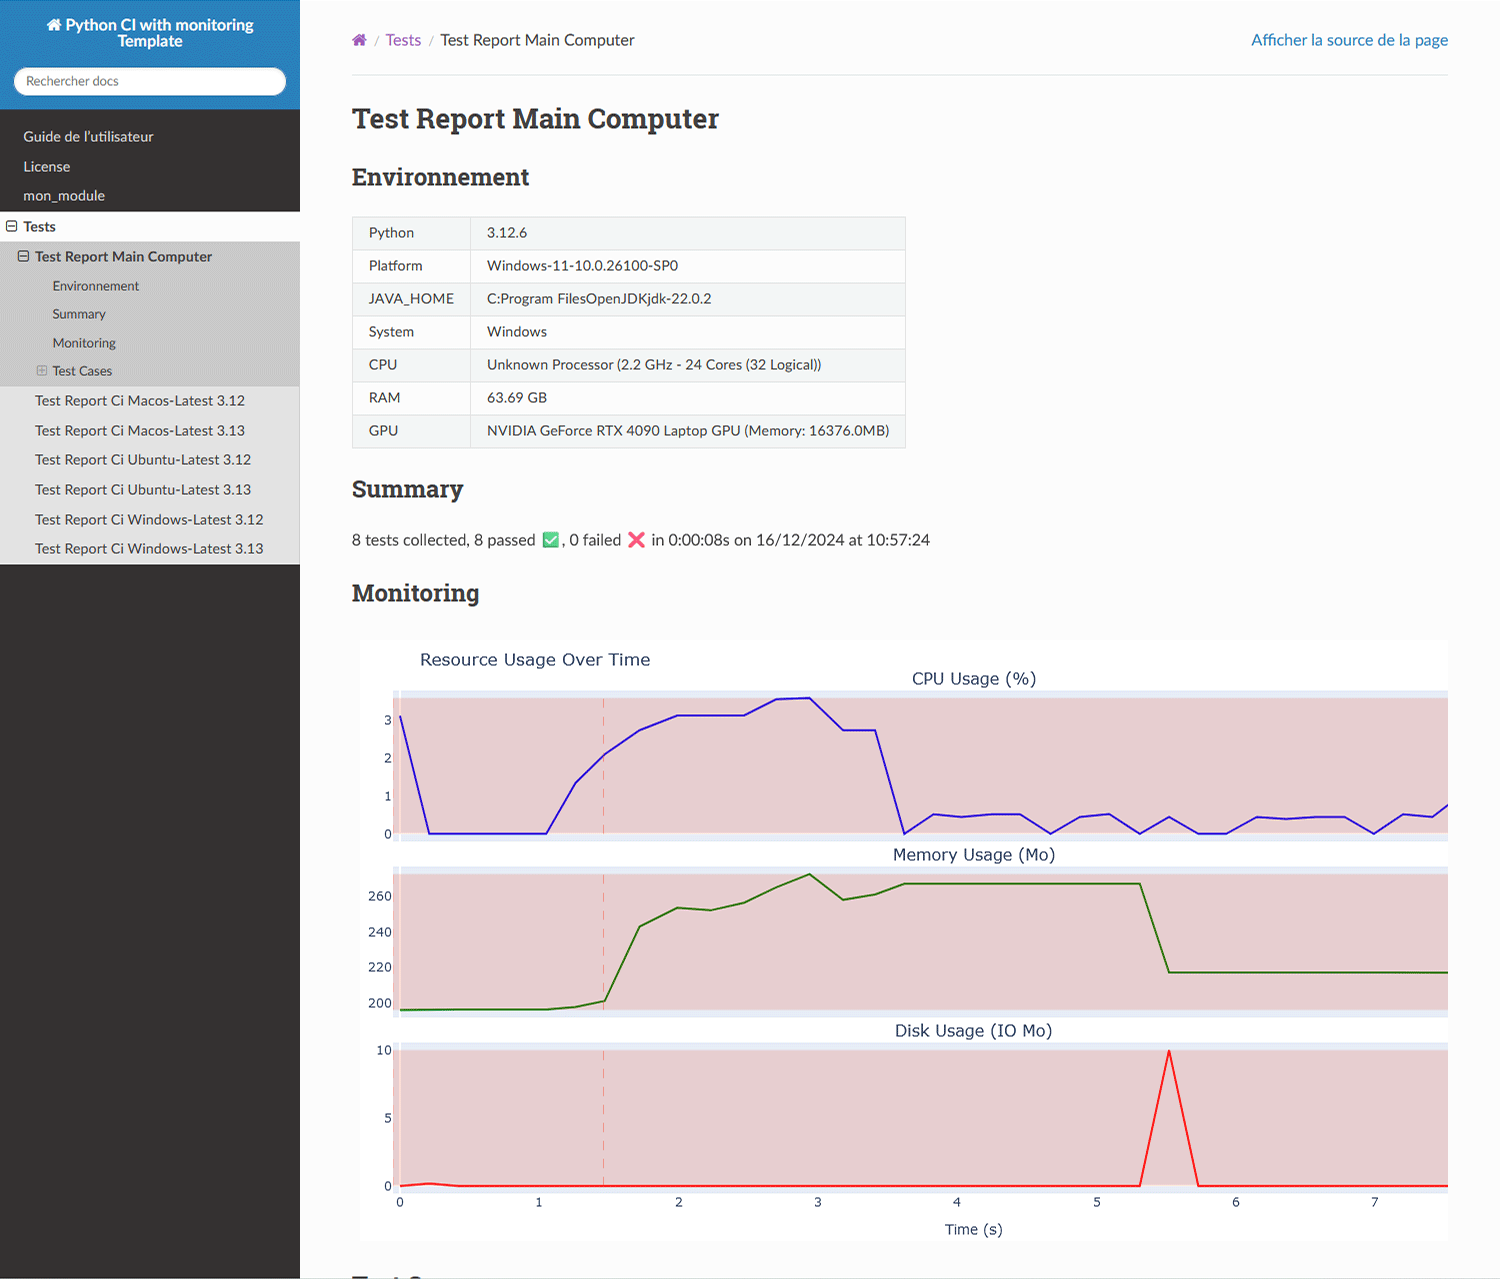 Python CI with monitoring
Template
Rechercher docs
Guide de l'utilisateur
License
mon_module
Tests
Test Report Main Computer
Environnement
Summary
Monitoring
Test Cases
Test Report Ci Macos-Latest 3.12
Test Report Ci Macos-Latest 3.13
Test Report Ci Ubuntu-Latest 3.12
Test Report Ci Ubuntu-Latest 3.13
Test Report Ci Windows-Latest 3.12
Test Report Ci Windows-Latest 3.13
/ Tests / Test Report Main Computer
Afficher la source de la page
Test Report Main Computer
Environnement
Python 3.12.6
Platform Windows-11-10.0.26100-SP0
JAVA_HOME C:Program FilesOpenJDKjdk-22.0.2
System Windows
CPU Unknown Processor (2.2 GHz - 24 Cores (32 Logical))
RAM 63.69 GB
GPU NVIDIA GeForce RTX 4090 Laptop GPU (Memory: 16376.0MB)
Summary
8 tests collected, 8 passed ✅, 0 failed ❌ in 0:00:08s on 16/12/2024 at 10:57:24
Monitoring
Resource Usage Over Time
CPU Usage (%)
3
2
1
0
Memory Usage (Mo)
260
240
220
200
Disk Usage (IO Mo)
10
5
0
0 1 2 3 4 5 6 7
Time (s)